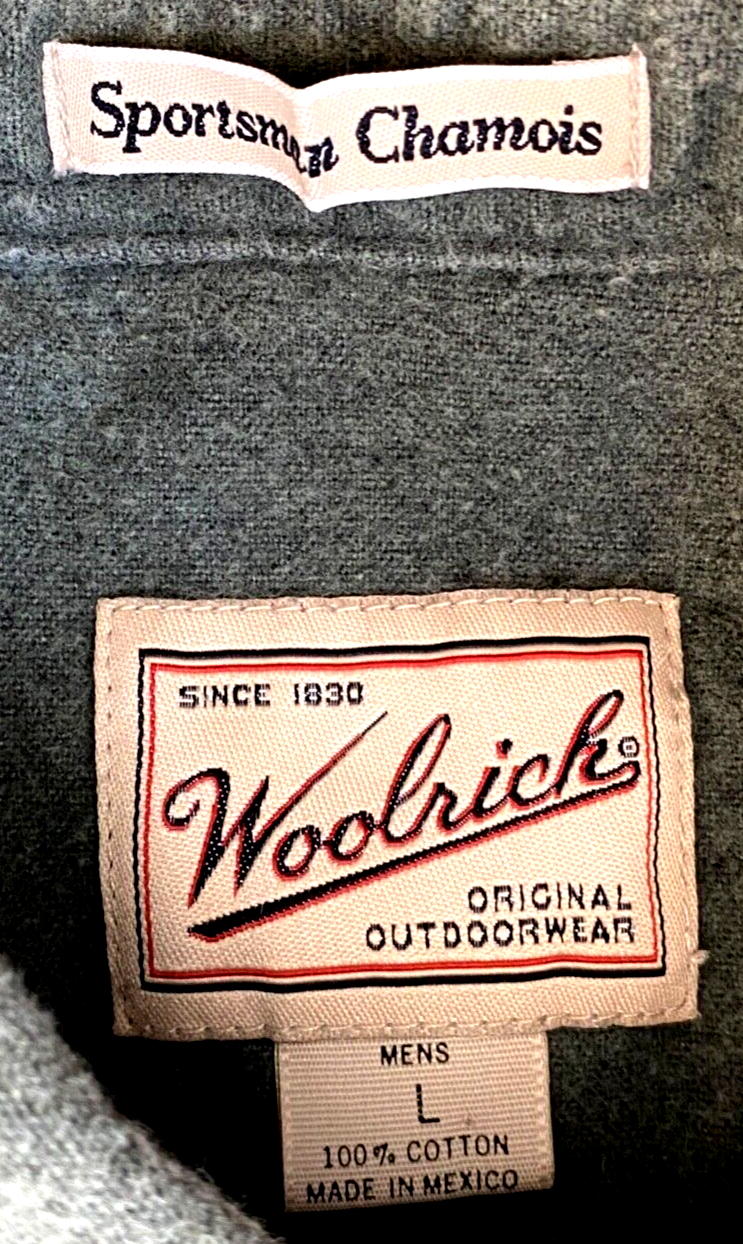 Sportsman Chamois
SINCE 1830
Woolrich®
ORIGINAL
OUTDOORWEAR
MENS
L
100% COTTON
MADE IN MEXICO